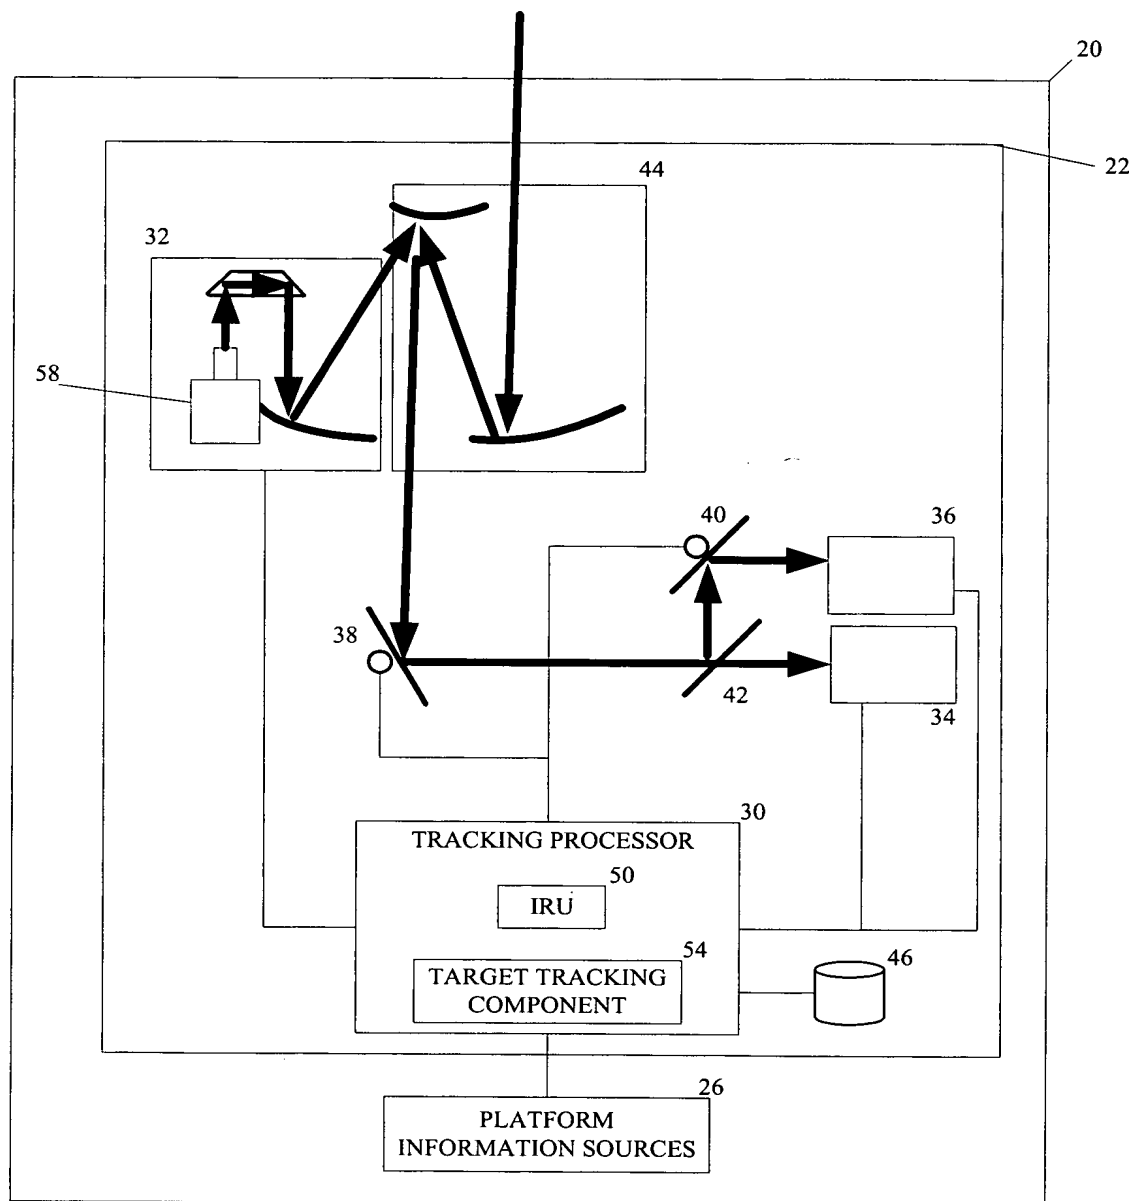 20
22
44
32
58
40
36
38
42
34
30
TRACKING PROCESSOR
50
IRU
54
TARGET TRACKING
COMPONENT
46
26
PLATFORM
INFORMATION SOURCES